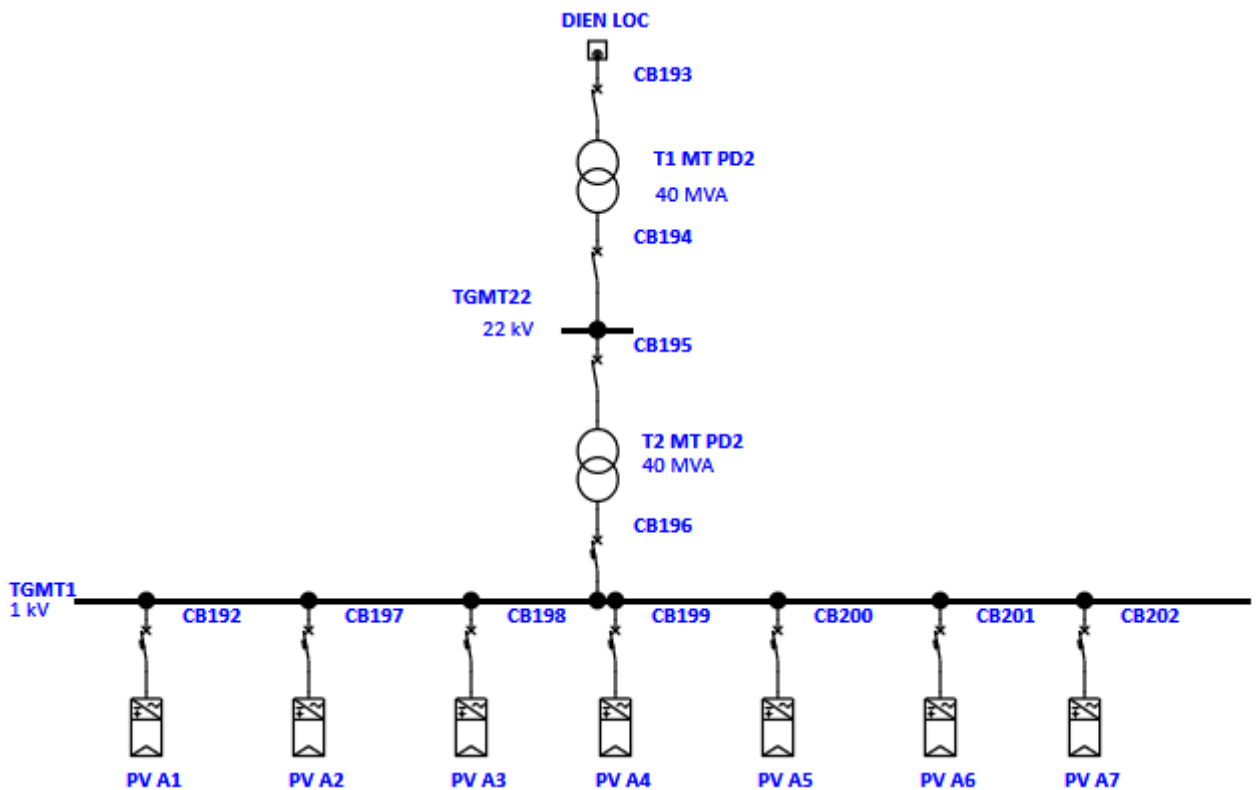 DIEN LOC
CB193
T1 MT PD2
40 MVA
CB194
TGMT22
22 kV
CB195
T2 MT PD2
40 MVA
CB196
TGMT1
1 kV
CB192 CB197 CB198 CB199 CB200 CB201 CB202
PV A1 PV A2 PV A3 PV A4 PV A5 PV A6 PV A7